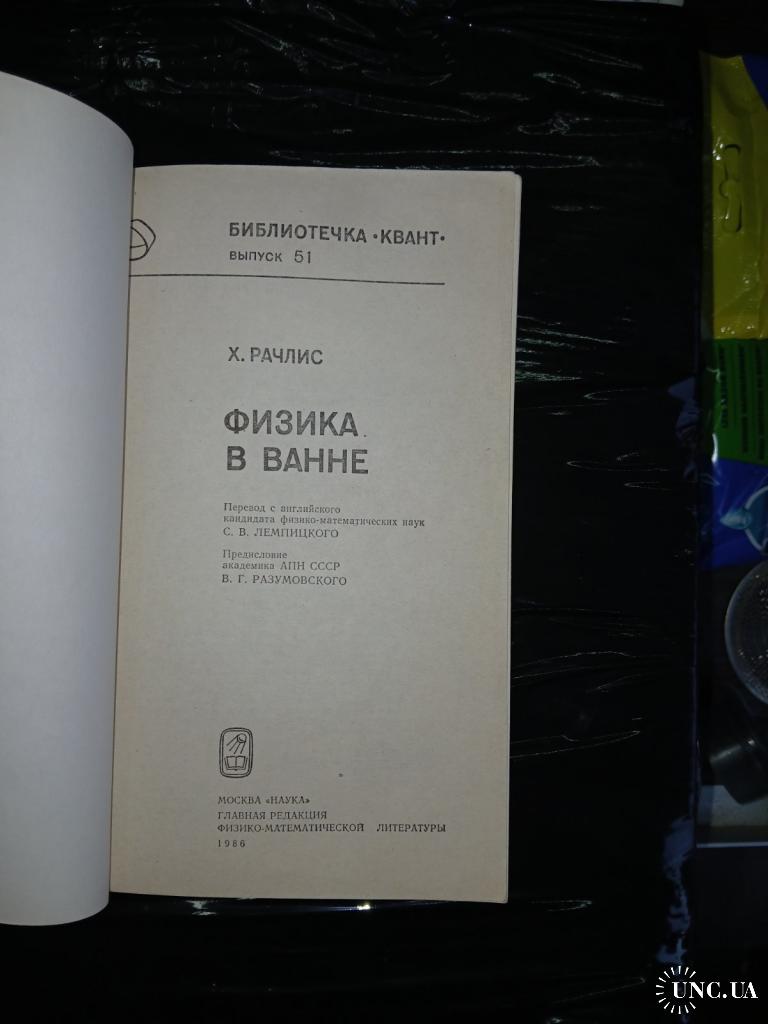 БИБЛИОТЕЧКА •КВАНТ•
ВЫПУСК 51
Х. РАЧЛИС
ФИЗИКА
В ВАННЕ
Перевод с английского
кандидата физико-математических наук
С. В. ЛЕМПИЦКОГО
Предисловие
академика АПН СССР
В. Г. РАЗУМОВСКОГО
МОСКВА «НАУКА»
ГЛАВНАЯ РЕДАКЦИЯ
ФИЗИКО-МАТЕМАТИЧЕСКОЙ ЛИТЕРАТУРЫ
1986
UNC.UA